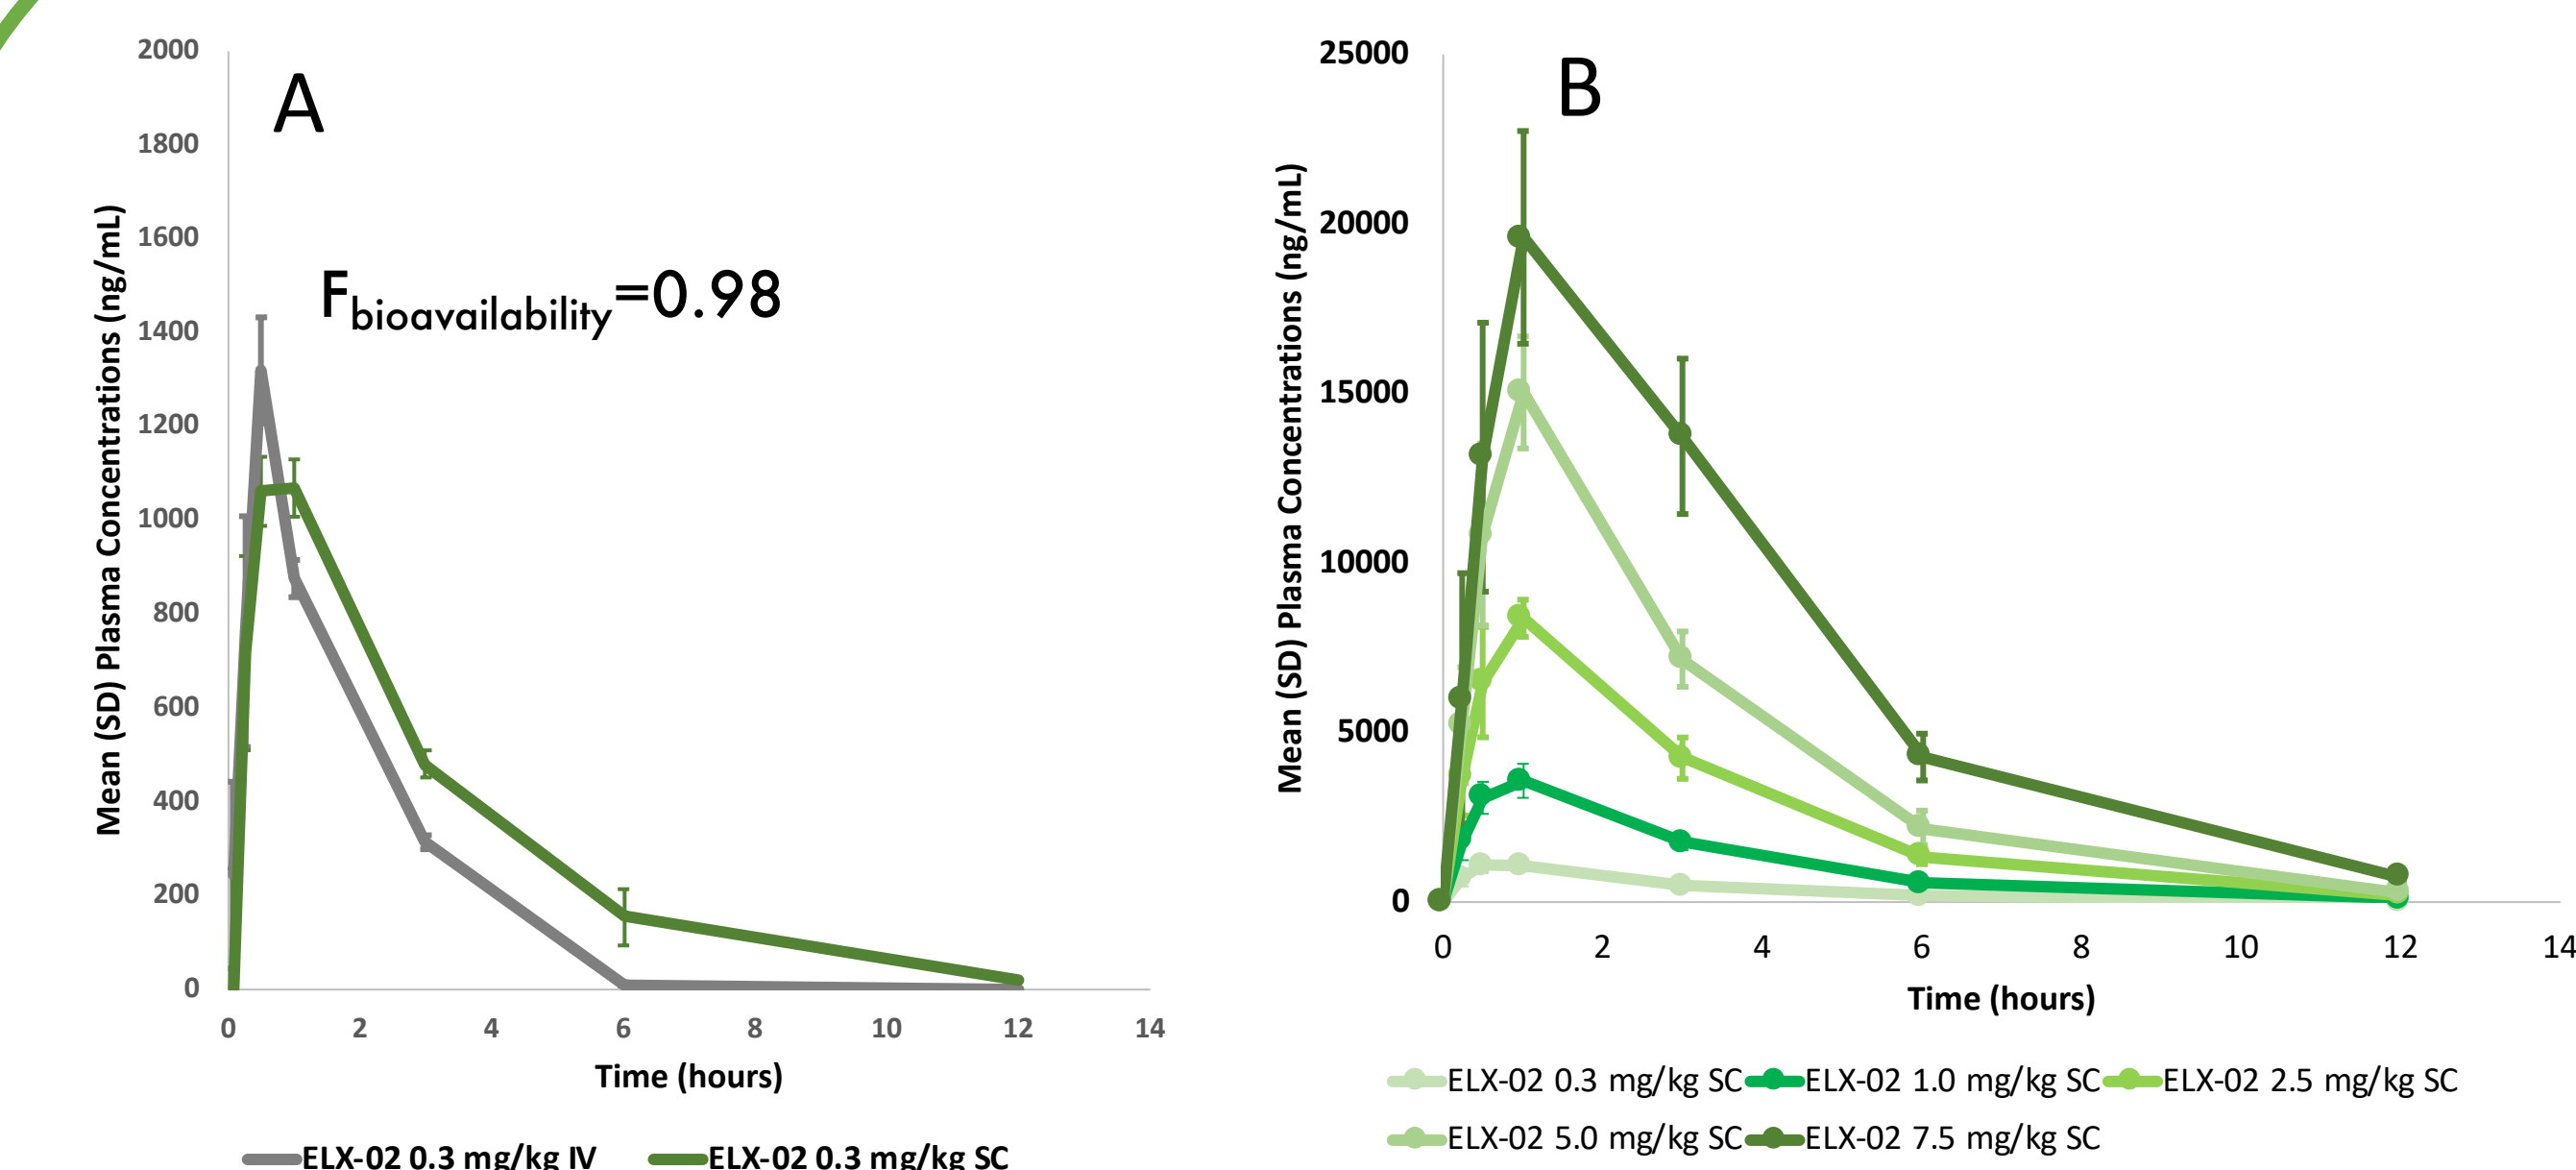 A
Mean (SD) Plasma Concentrations (ng/mL)
2000
1800
1600
1400
1200
1000
800
600
400
200
0
F bioavailability=0.98
0 2 4 6 8 10 12 14
Time (hours)
ELX-02 0.3 mg/kg IV ELX-02 0.3 mg/kg SC
B
Mean (SD) Plasma Concentrations (ng/mL)
25000
20000
15000
10000
5000
0
0 2 4 6 8 10 12 14
Time (hours)
ELX-02 0.3 mg/kg SC ELX-02 1.0 mg/kg SC ELX-02 2.5 mg/kg SC
ELX-02 5.0 mg/kg SC ELX-02 7.5 mg/kg SC